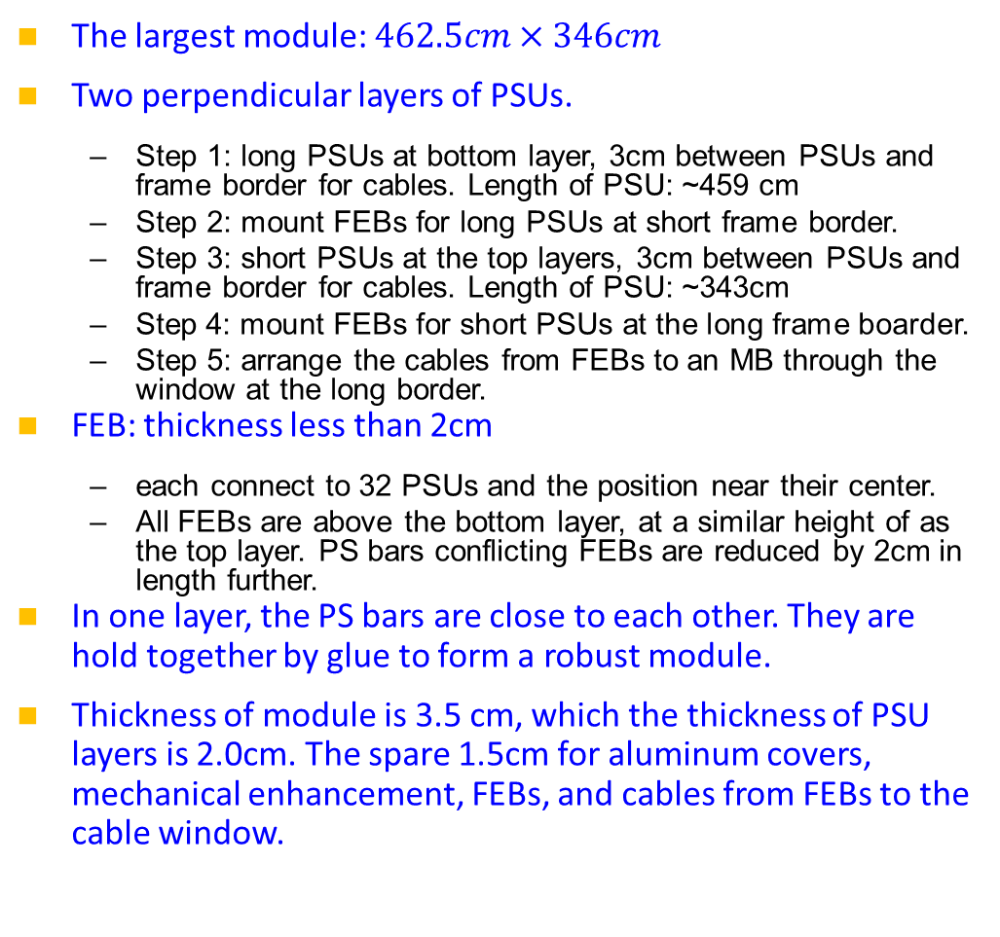 ■ The largest module: 462.5cm × 346cm
■ Two perpendicular layers of PSUs.
– Step 1: long PSUs at bottom layer, 3cm between PSUs and
frame border for cables. Length of PSU: ~459 cm
– Step 2: mount FEBs for long PSUs at short frame border.
– Step 3: short PSUs at the top layers, 3cm between PSUs and
frame border for cables. Length of PSU: ~343cm
– Step 4: mount FEBs for short PSUs at the long frame boarder.
– Step 5: arrange the cables from FEBs to an MB through the
window at the long border.
■ FEB: thickness less than 2cm
– each connect to 32 PSUs and the position near their center.
– All FEBs are above the bottom layer, at a similar height of as
the top layer. PS bars conflicting FEBs are reduced by 2cm in
length further.
■ In one layer, the PS bars are close to each other. They are
hold together by glue to form a robust module.
■ Thickness of module is 3.5 cm, which the thickness of PSU
layers is 2.0cm. The spare 1.5cm for aluminum covers,
mechanical enhancement, FEBs, and cables from FEBs to the
cable window.